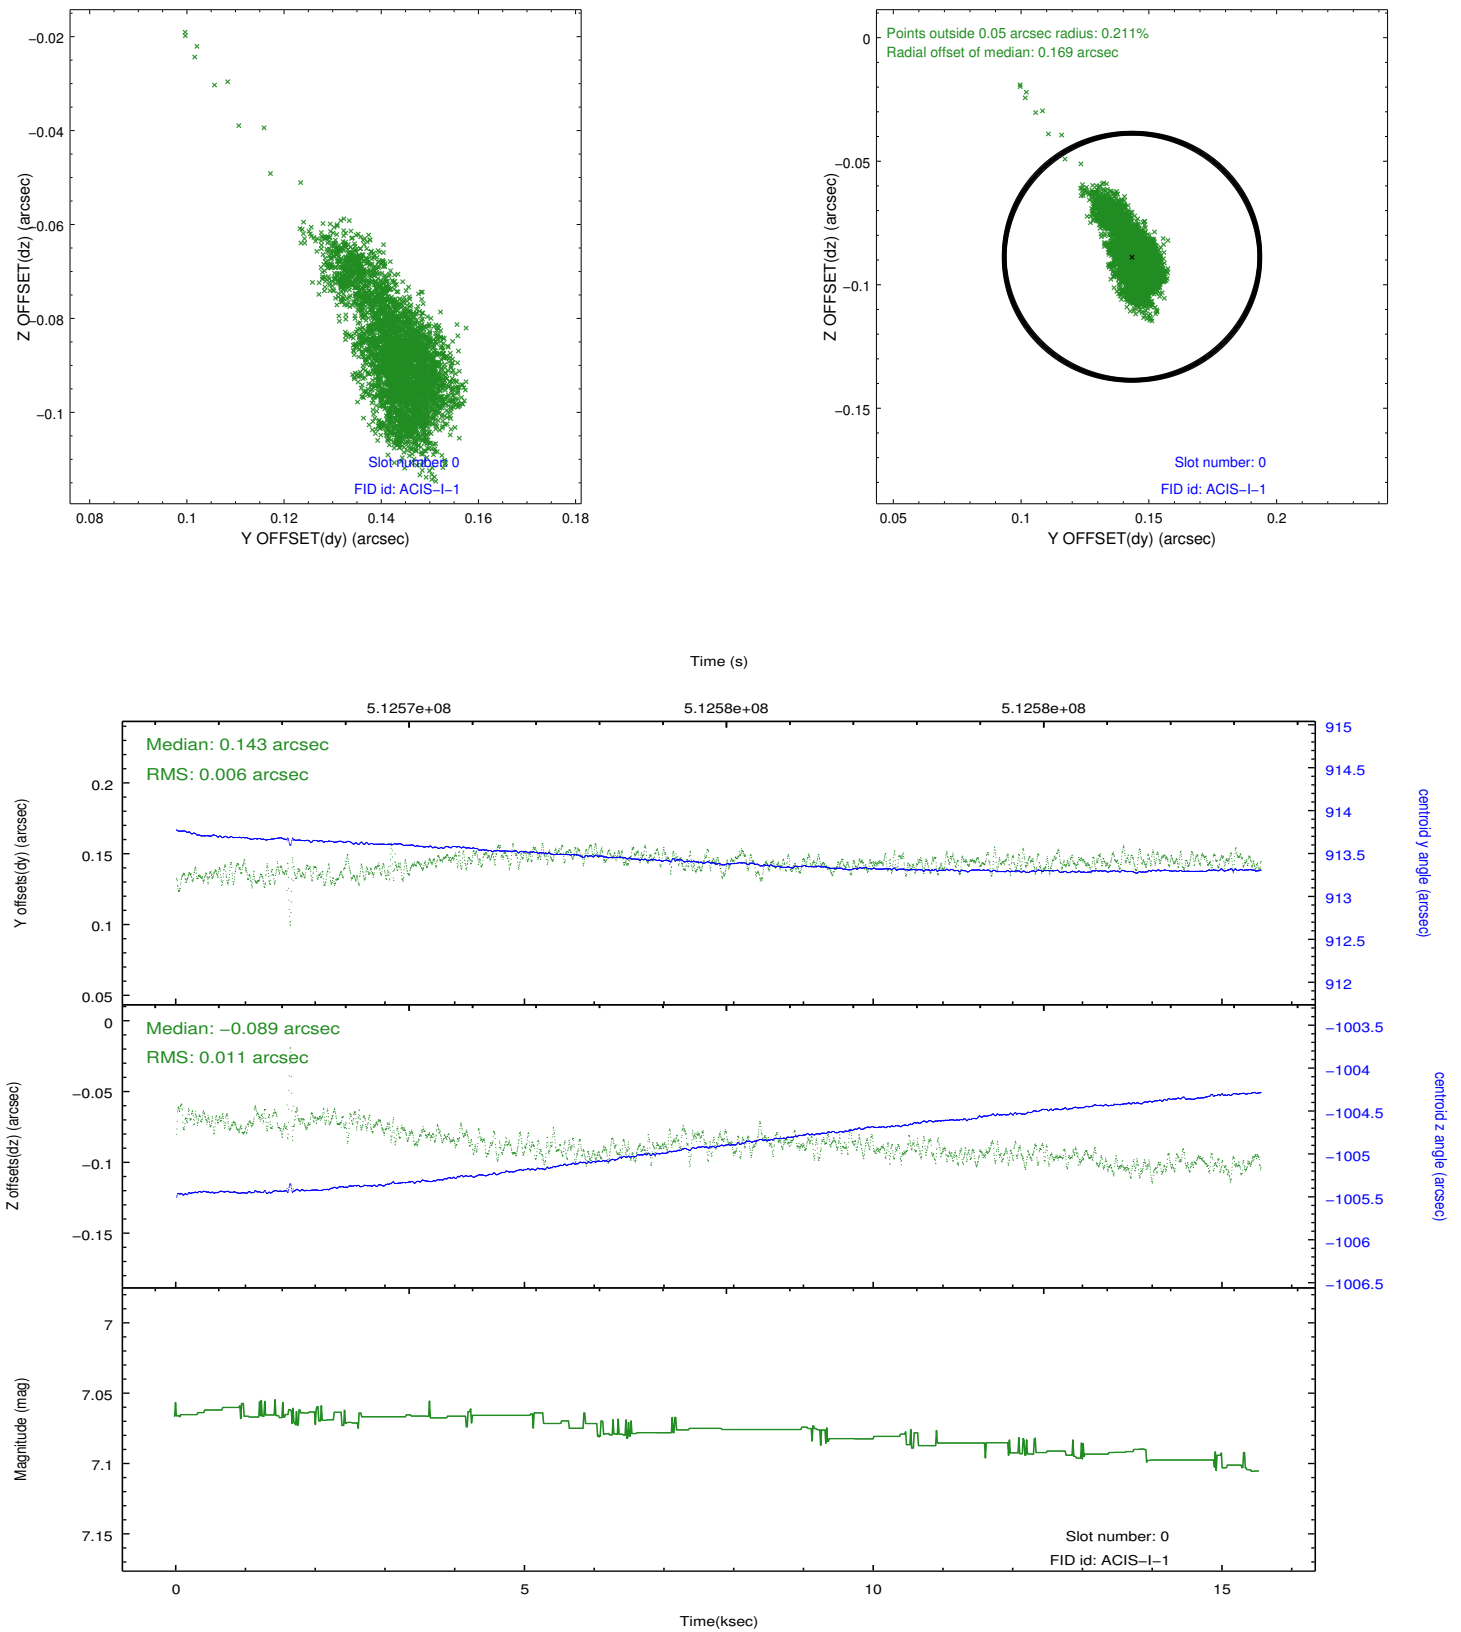 −0.02
−0.04
−0.06
−0.08
−0.1
Z OFFSET(dz) (arcsec)
Slot number: 0
FID id: ACIS−I−1
0.08 0.1 0.12 0.14 0.16 0.18
Y OFFSET(dy) (arcsec)
Points outside 0.05 arcsec radius: 0.211%
Radial offset of median: 0.169 arcsec
0
−0.05
−0.1
−0.15
Z OFFSET(dz) (arcsec)
Slot number: 0
FID id: ACIS−I−1
0.05 0.1 0.15 0.2
Y OFFSET(dy) (arcsec)
Time (s)
5.1257e+08 5.1258e+08 5.1258e+08
Median: 0.143 arcsec
RMS: 0.006 arcsec
0.2
0.15
0.1
0.05
Y offsets(dy) (arcsec)
915
914.5
914
913.5
913
912.5
912
centroid y angle (arcsec)
Median: −0.089 arcsec
RMS: 0.011 arcsec
0
−0.05
−0.1
−0.15
Z offsets(dz) (arcsec)
−1003.5
−1004
−1004.5
−1005
−1005.5
−1006
−1006.5
centroid z angle (arcsec)
7
7.05
7.1
7.15
Magnitude (mag)
Slot number: 0
FID id: ACIS−I−1
0 5 10 15
Time(ksec)